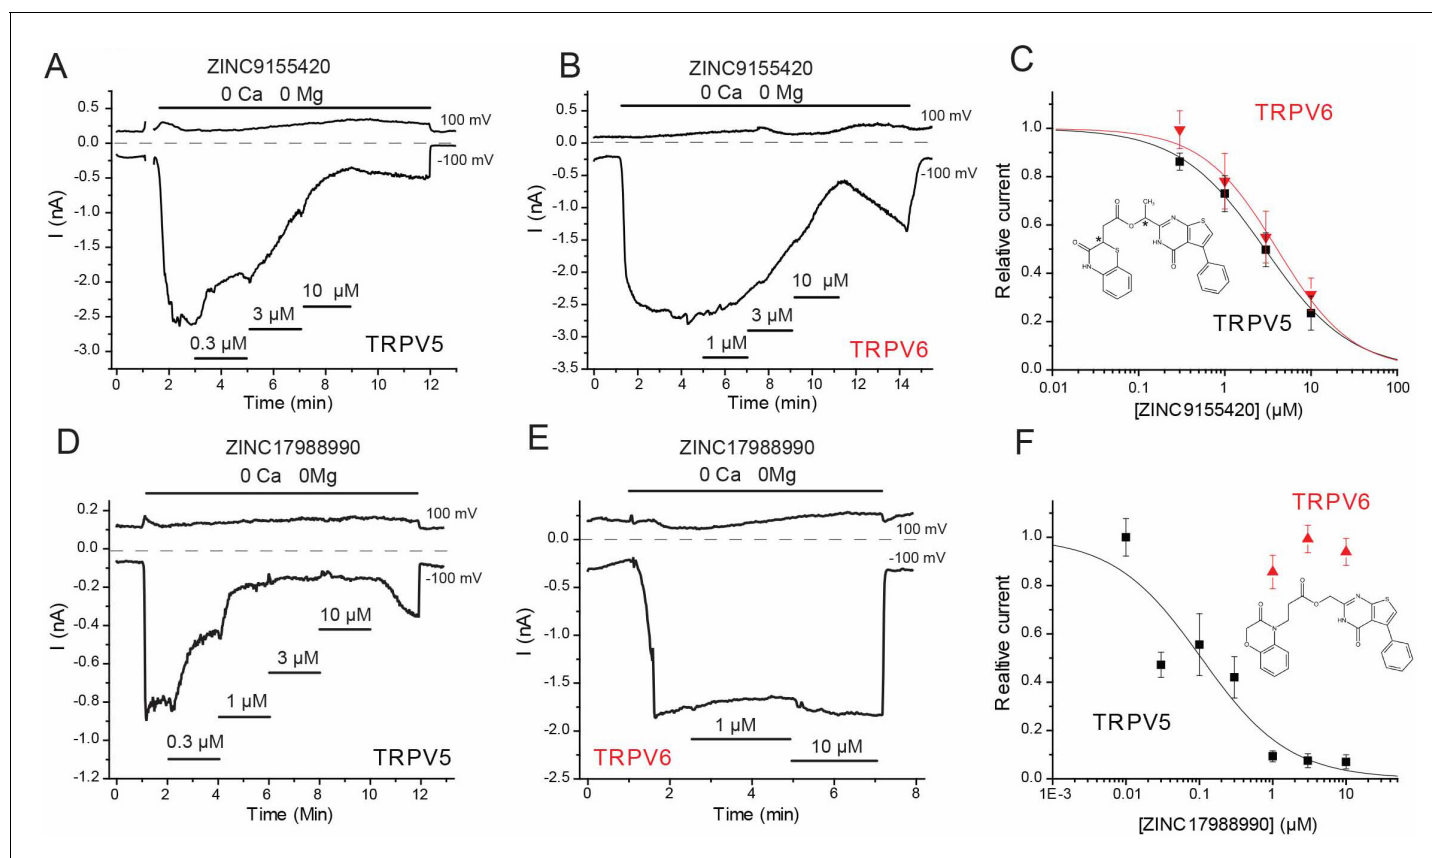 A
ZINC9155420
0 Ca 0 Mg
100 mV
-100 mV
0.5
0.0
-0.5
-1.0
-1.5
-2.0
-2.5
-3.0
I (nA)
10 µM
3 µM
0.3 µM
TRPV5
0 2 4 6 8 10 12
Time (min)
B
ZINC9155420
0 Ca 0 Mg
100 mV
-100 mV
0.5
0.0
-0.5
-1.0
-1.5
-2.0
-2.5
-3.0
-3.5
I (nA)
10 µM
3 µM
1 µM
TRPV6
0 2 4 6 8 10 12 14
Time (min)
C
TRPV6
1.0
0.8
0.6
0.4
0.2
0.0
Relative current
O
CH3
O
*
N
S
*
O
S
HN
NH
O
TRPV5
0.01 0.1 1 10 100
[ZINC9155420] (µM)
D
ZINC17988990
0 Ca 0Mg
100 mV
-100 mV
0.2
0.0
-0.2
-0.4
-0.6
-0.8
-1.0
-1.2
I (nA)
10 µM
3 µM
1 µM
0.3 µM
TRPV5
0 2 4 6 8 10 12
Time (Min)
E
ZINC17988990
0 Ca 0Mg
100 mV
-100 mV
0.0
-0.5
-1.0
-1.5
-2.0
-2.5
I (nA)
1 µM
10 µM
TRPV6
0 2 4 6 8
Time (min)
F
TRPV6
1.0
0.8
0.6
0.4
0.2
0.0
Realtive current
O
O
N
S
O
N
HN
O
O
TRPV5
1E-3 0.01 0.1 1 10
[ZINC17988990] (µM)